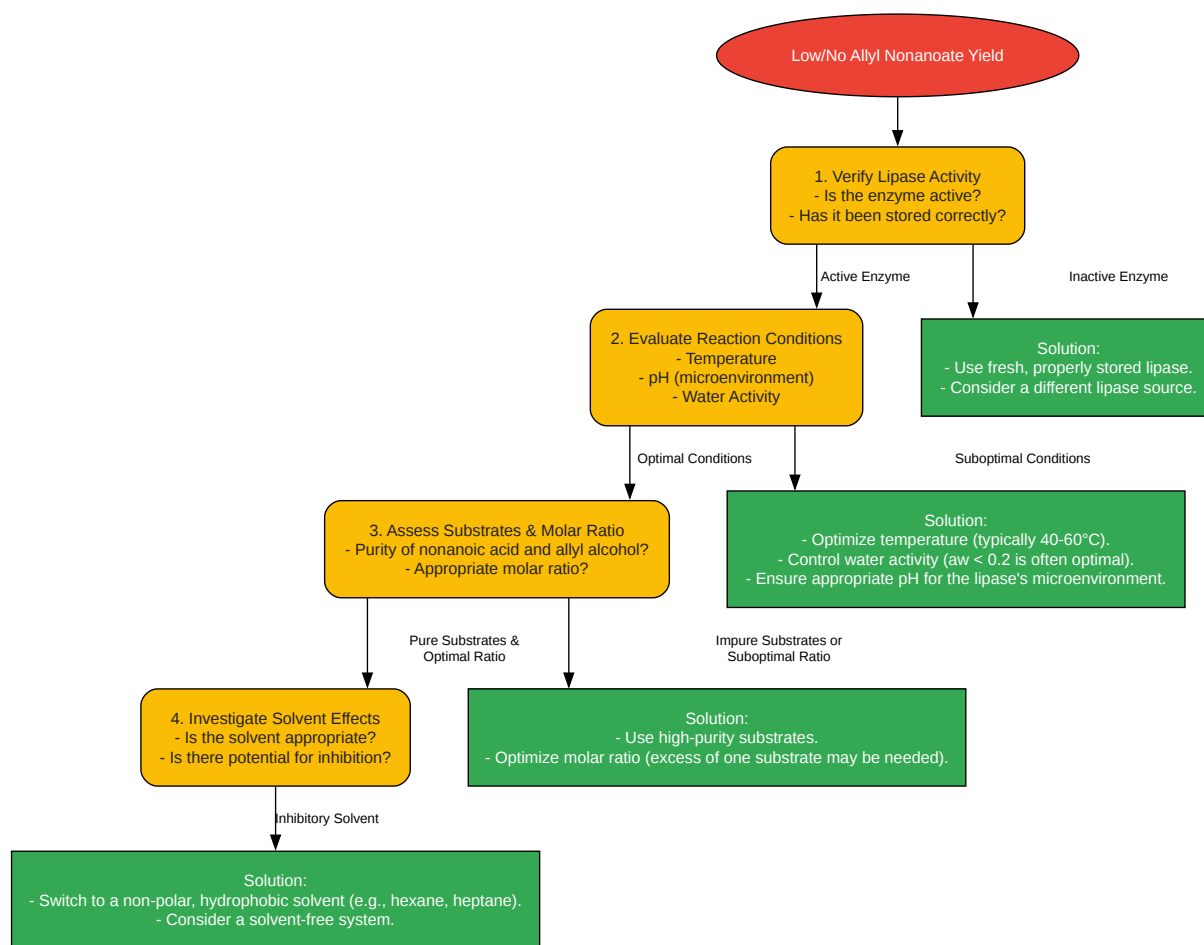 Low/No Allyl Nonanoate Yield
1. Verify Lipase Activity
- Is the enzyme active?
- Has it been stored correctly?
Active Enzyme
Inactive Enzyme
2. Evaluate Reaction Conditions
- Temperature
- pH (microenvironment)
- Water Activity
Solution:
- Use fresh, properly stored lipase.
- Consider a different lipase source.
Optimal Conditions
Suboptimal Conditions
3. Assess Substrates & Molar Ratio
- Purity of nonanoic acid and allyl alcohol?
- Appropriate molar ratio?
Solution:
- Optimize temperature (typically 40-60°C).
- Control water activity (aw < 0.2 is often optimal).
- Ensure appropriate pH for the lipase's microenvironment.
Pure Substrates &
Optimal Ratio
Impure Substrates or
Suboptimal Ratio
4. Investigate Solvent Effects
- Is the solvent appropriate?
- Is there potential for inhibition?
Solution:
- Use high-purity substrates.
- Optimize molar ratio (excess of one substrate may be needed).
Inhibitory Solvent
Solution:
- Switch to a non-polar, hydrophobic solvent (e.g., hexane, heptane).
- Consider a solvent-free system.